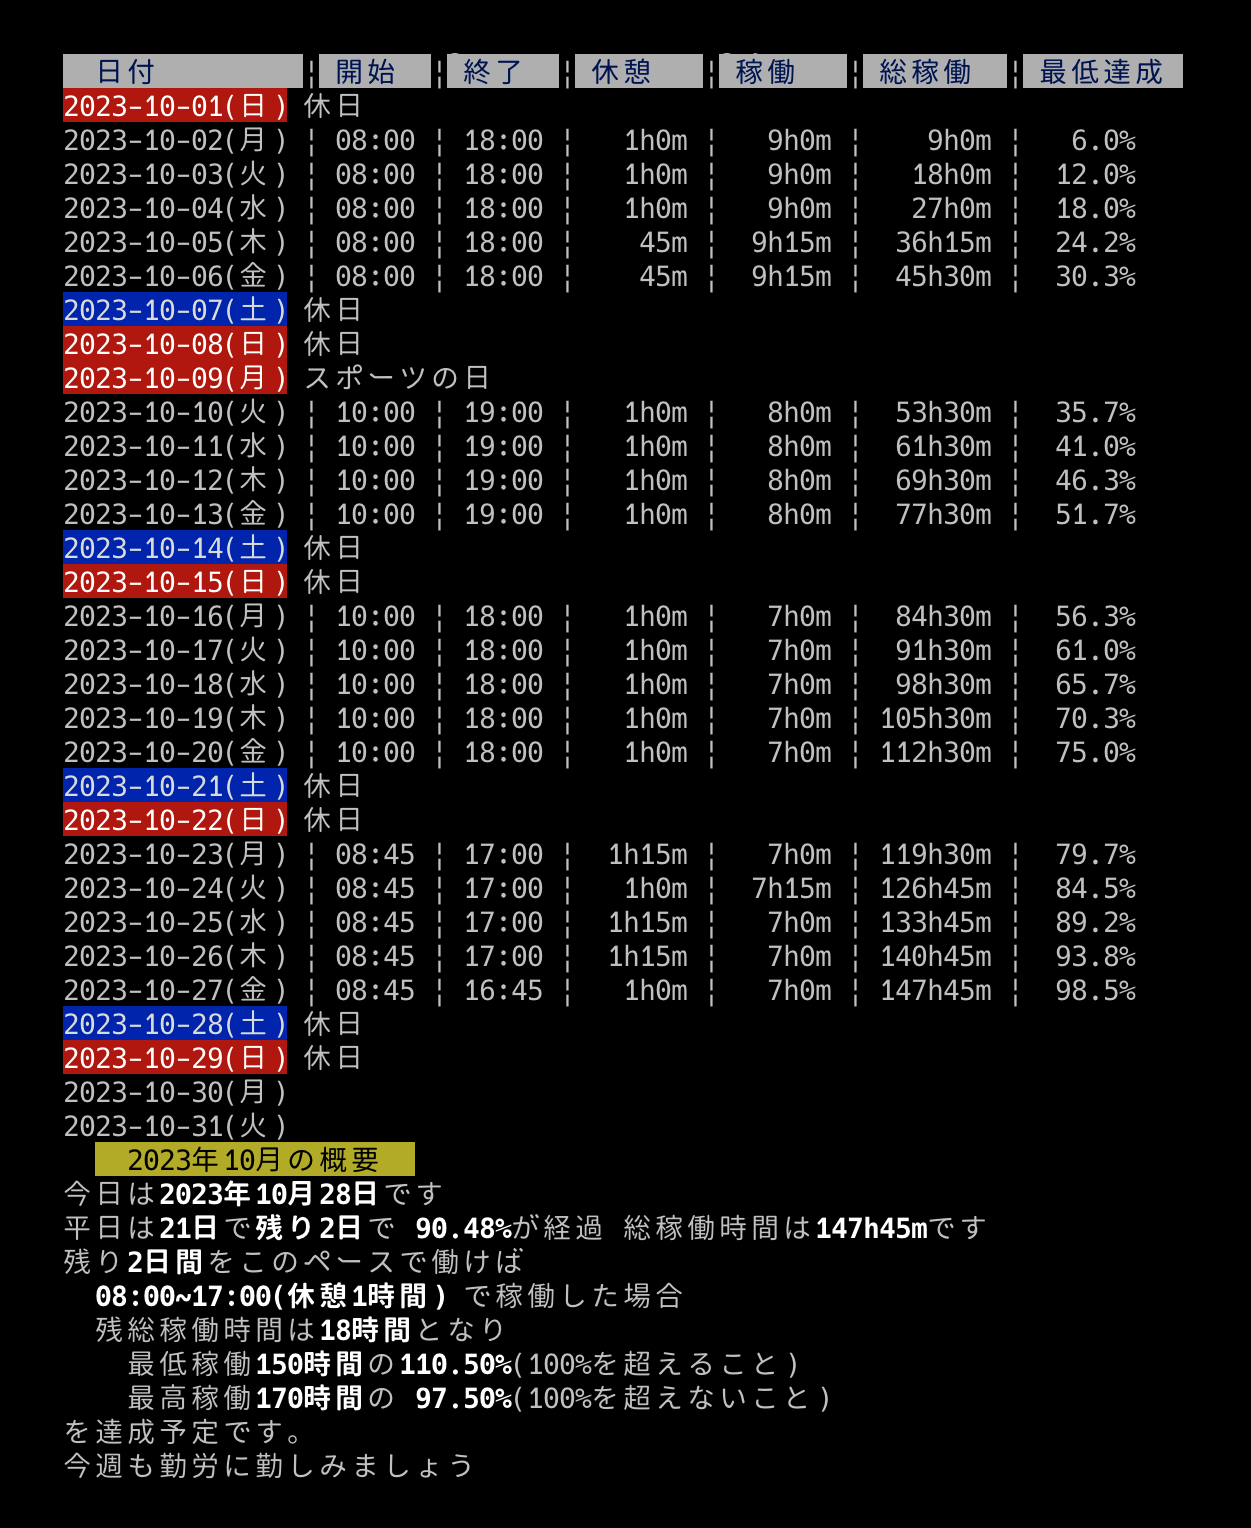 日付 ¦ 開始 ¦ 終了 ¦ 休憩 ¦ 稼働 ¦ 総稼働 ¦ 最低達成
2023-10-01(日) 休日
2023-10-02(月) ¦ 08:00 ¦ 18:00 ¦ 1h0m ¦ 9h0m ¦ 9h0m ¦ 6.0%
2023-10-03(火) ¦ 08:00 ¦ 18:00 ¦ 1h0m ¦ 9h0m ¦ 18h0m ¦ 12.0%
2023-10-04(水) ¦ 08:00 ¦ 18:00 ¦ 1h0m ¦ 9h0m ¦ 27h0m ¦ 18.0%
2023-10-05(木) ¦ 08:00 ¦ 18:00 ¦ 45m ¦ 9h15m ¦ 36h15m ¦ 24.2%
2023-10-06(金) ¦ 08:00 ¦ 18:00 ¦ 45m ¦ 9h15m ¦ 45h30m ¦ 30.3%
2023-10-07(土) 休日
2023-10-08(日) 休日
2023-10-09(月) スポーツの日
2023-10-10(火) ¦ 10:00 ¦ 19:00 ¦ 1h0m ¦ 8h0m ¦ 53h30m ¦ 35.7%
2023-10-11(水) ¦ 10:00 ¦ 19:00 ¦ 1h0m ¦ 8h0m ¦ 61h30m ¦ 41.0%
2023-10-12(木) ¦ 10:00 ¦ 19:00 ¦ 1h0m ¦ 8h0m ¦ 69h30m ¦ 46.3%
2023-10-13(金) ¦ 10:00 ¦ 19:00 ¦ 1h0m ¦ 8h0m ¦ 77h30m ¦ 51.7%
2023-10-14(土) 休日
2023-10-15(日) 休日
2023-10-16(月) ¦ 10:00 ¦ 18:00 ¦ 1h0m ¦ 7h0m ¦ 84h30m ¦ 56.3%
2023-10-17(火) ¦ 10:00 ¦ 18:00 ¦ 1h0m ¦ 7h0m ¦ 91h30m ¦ 61.0%
2023-10-18(水) ¦ 10:00 ¦ 18:00 ¦ 1h0m ¦ 7h0m ¦ 98h30m ¦ 65.7%
2023-10-19(木) ¦ 10:00 ¦ 18:00 ¦ 1h0m ¦ 7h0m ¦ 105h30m ¦ 70.3%
2023-10-20(金) ¦ 10:00 ¦ 18:00 ¦ 1h0m ¦ 7h0m ¦ 112h30m ¦ 75.0%
2023-10-21(土) 休日
2023-10-22(日) 休日
2023-10-23(月) ¦ 08:45 ¦ 17:00 ¦ 1h15m ¦ 7h0m ¦ 119h30m ¦ 79.7%
2023-10-24(火) ¦ 08:45 ¦ 17:00 ¦ 1h0m ¦ 7h15m ¦ 126h45m ¦ 84.5%
2023-10-25(水) ¦ 08:45 ¦ 17:00 ¦ 1h15m ¦ 7h0m ¦ 133h45m ¦ 89.2%
2023-10-26(木) ¦ 08:45 ¦ 17:00 ¦ 1h15m ¦ 7h0m ¦ 140h45m ¦ 93.8%
2023-10-27(金) ¦ 08:45 ¦ 16:45 ¦ 1h0m ¦ 7h0m ¦ 147h45m ¦ 98.5%
2023-10-28(土) 休日
2023-10-29(日) 休日
2023-10-30(月)
2023-10-31(火)
2023年10月の概要
今日は2023年10月28日です
平日は21日で残り2日で 90.48%が経過 総稼働時間は147h45mです
残り2日間をこのペースで働けば
08:00~17:00(休憩1時間) で稼働した場合
残総稼働時間は18時間となり
最低稼働150時間の110.50%(100%を超えること)
最高稼働170時間の 97.50%(100%を超えないこと)
を達成予定です。
今週も勤労に勤しみましょう